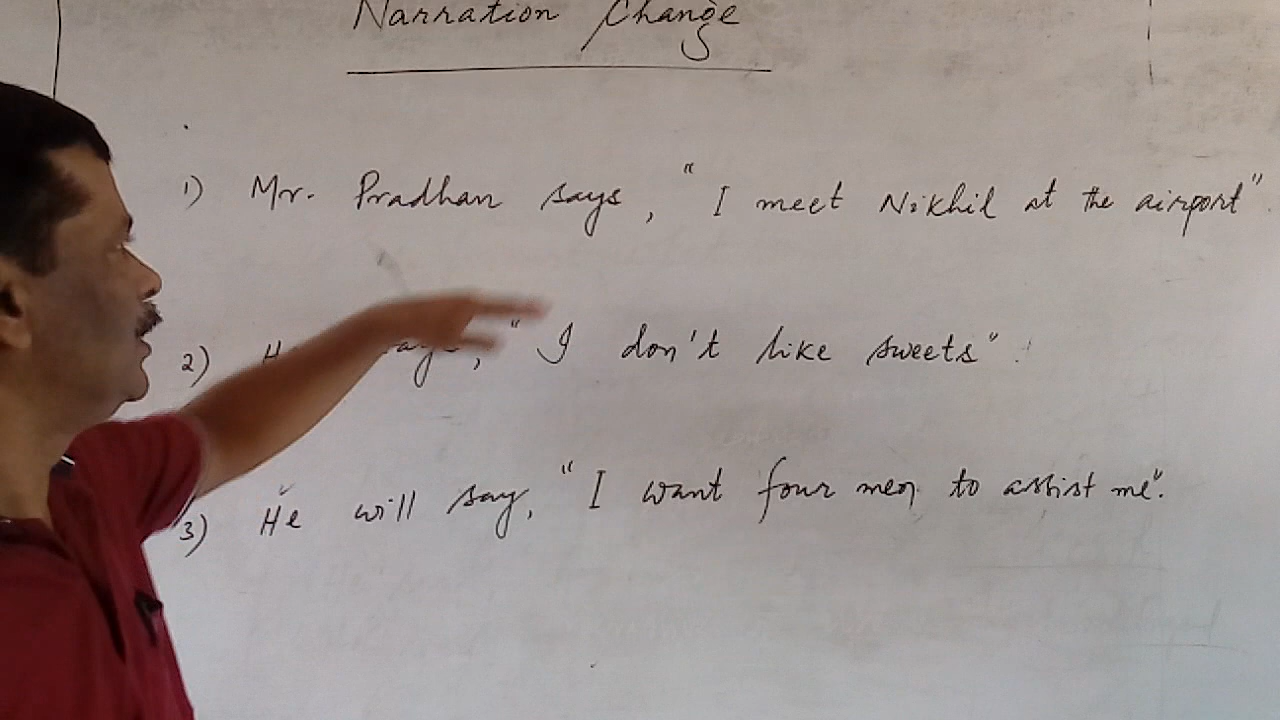 Narration Change
1) Mr. Pradhan says, "I meet Nikhil at the airport".
2) , "I don't like sweets".
3) He will say, "I want four men to assist me".